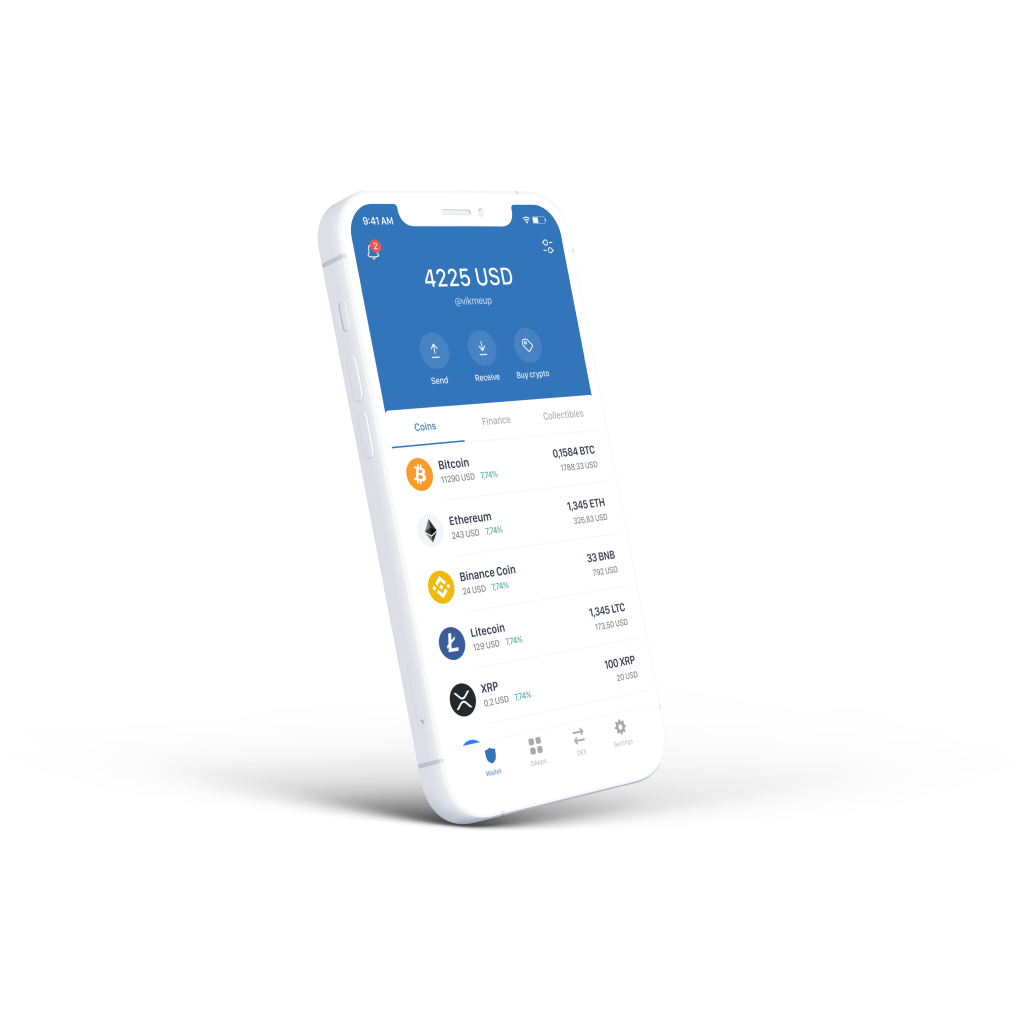 9:41 AM
2
4225 USD
@vikmeup
Send
Receive
Buy crypto
Coins
Finance
Collectibles
Bitcoin
0,1584 BTC
11290 USD 7,74%
1788,33 USD
Ethereum
1,345 ETH
243 USD 7,74%
326,83 USD
Binance Coin
33 BNB
24 USD 7,74%
792 USD
Litecoin
1,345 LTC
129 USD 7,74%
173,50 USD
XRP
100 XRP
0,2 USD 7,74%
20 USD
Wallet
DApps
DEX
Settings